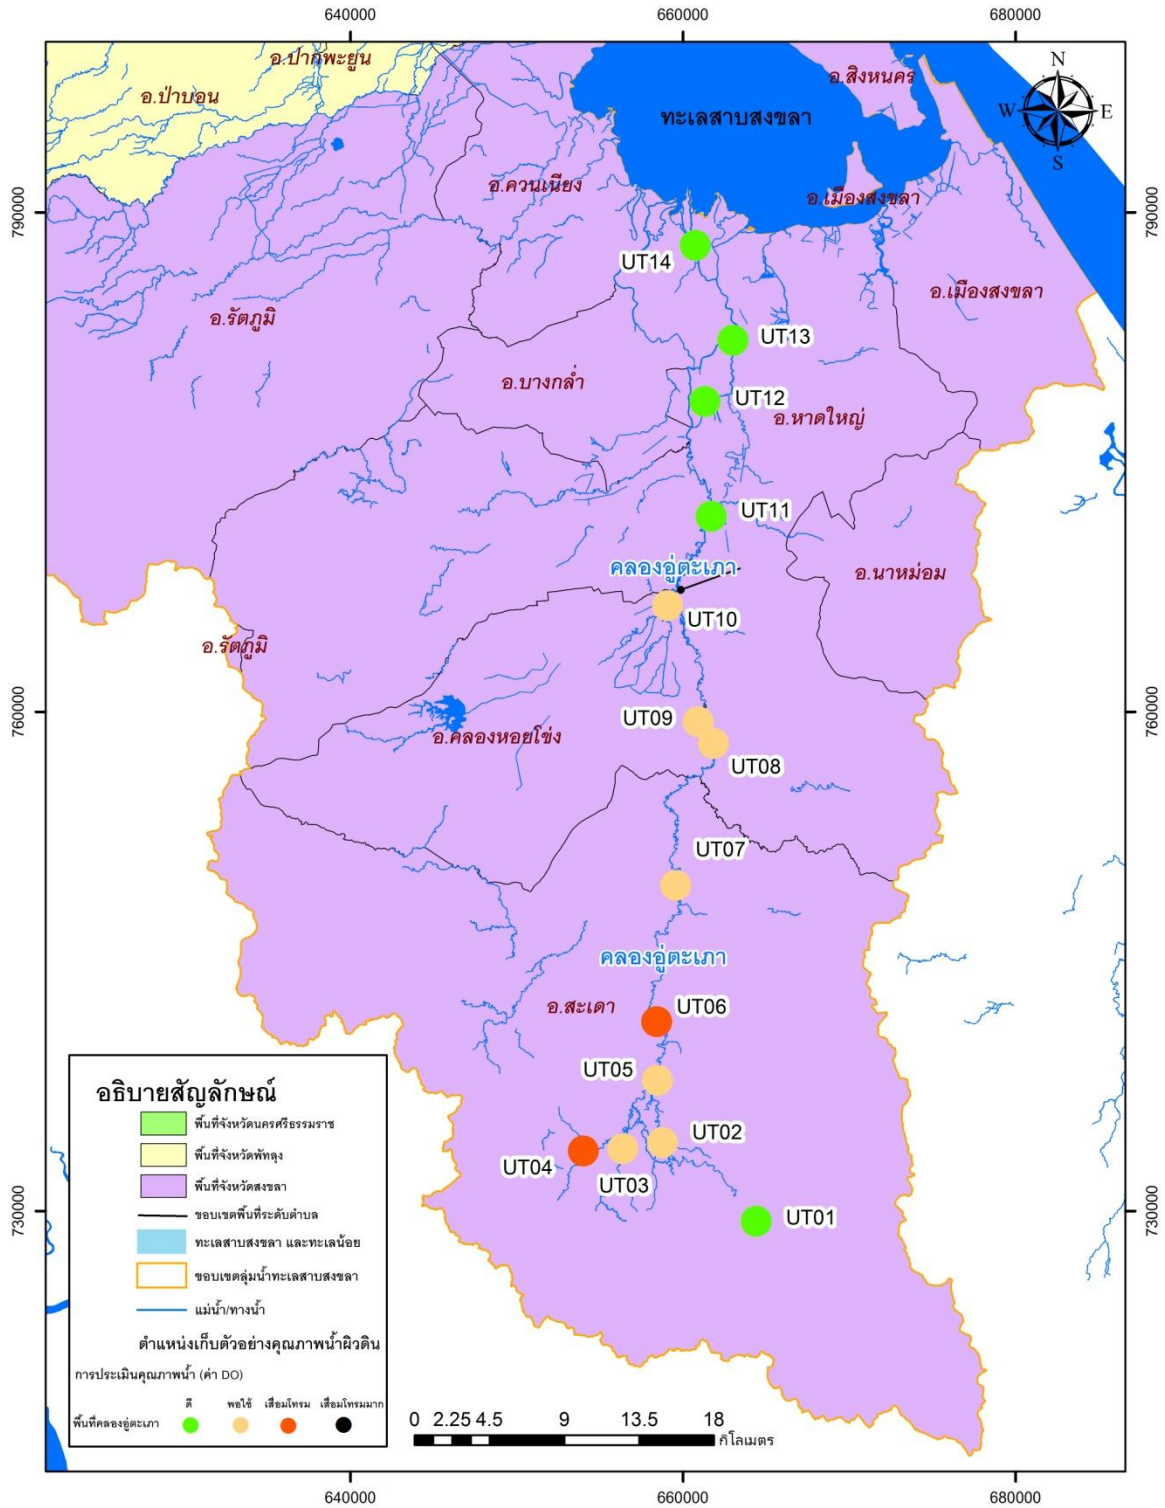 640000 660000 680000
N
W E
S
อ.ปากพะยูน
อ.ป่าบอน
อ.สิงหนคร
ทะเลสาบสงขลา
อ.ควนเนียง
อ.เมืองสงขลา
790000 790000
UT14
อ.เมืองสงขลา
อ.รัตภูมิ
UT13
อ.บางกล่ำ
UT12
อ.หาดใหญ่
UT11
คลองอู่ตะเภา
อ.นาหม่อม
UT10
อ.รัตภูมิ
760000 760000
UT09
อ.คลองหอยโข่ง
UT08
UT07
คลองอู่ตะเภา
อ.สะเดา
UT06
UT05
UT02
UT04
UT03
730000 730000
UT01
อธิบายสัญลักษณ์
พื้นที่จังหวัดนครศรีธรรมราช
พื้นที่จังหวัดพัทลุง
พื้นที่จังหวัดสงขลา
ขอบเขตพื้นที่ระดับตำบล
ทะเลสาบสงขลา และทะเลน้อย
ขอบเขตลุ่มน้ำทะเลสาบสงขลา
แม่น้ำ/ทางน้ำ
ตำแหน่งเก็บตัวอย่างคุณภาพน้ำผิวดิน
การประเมินคุณภาพน้ำ (ค่า DO)
ดี พอใช้ เสื่อมโทรม เสื่อมโทรมมาก
พื้นที่คลองอู่ตะเภา
0 2.25 4.5 9 13.5 18
กิโลเมตร
640000 660000 680000